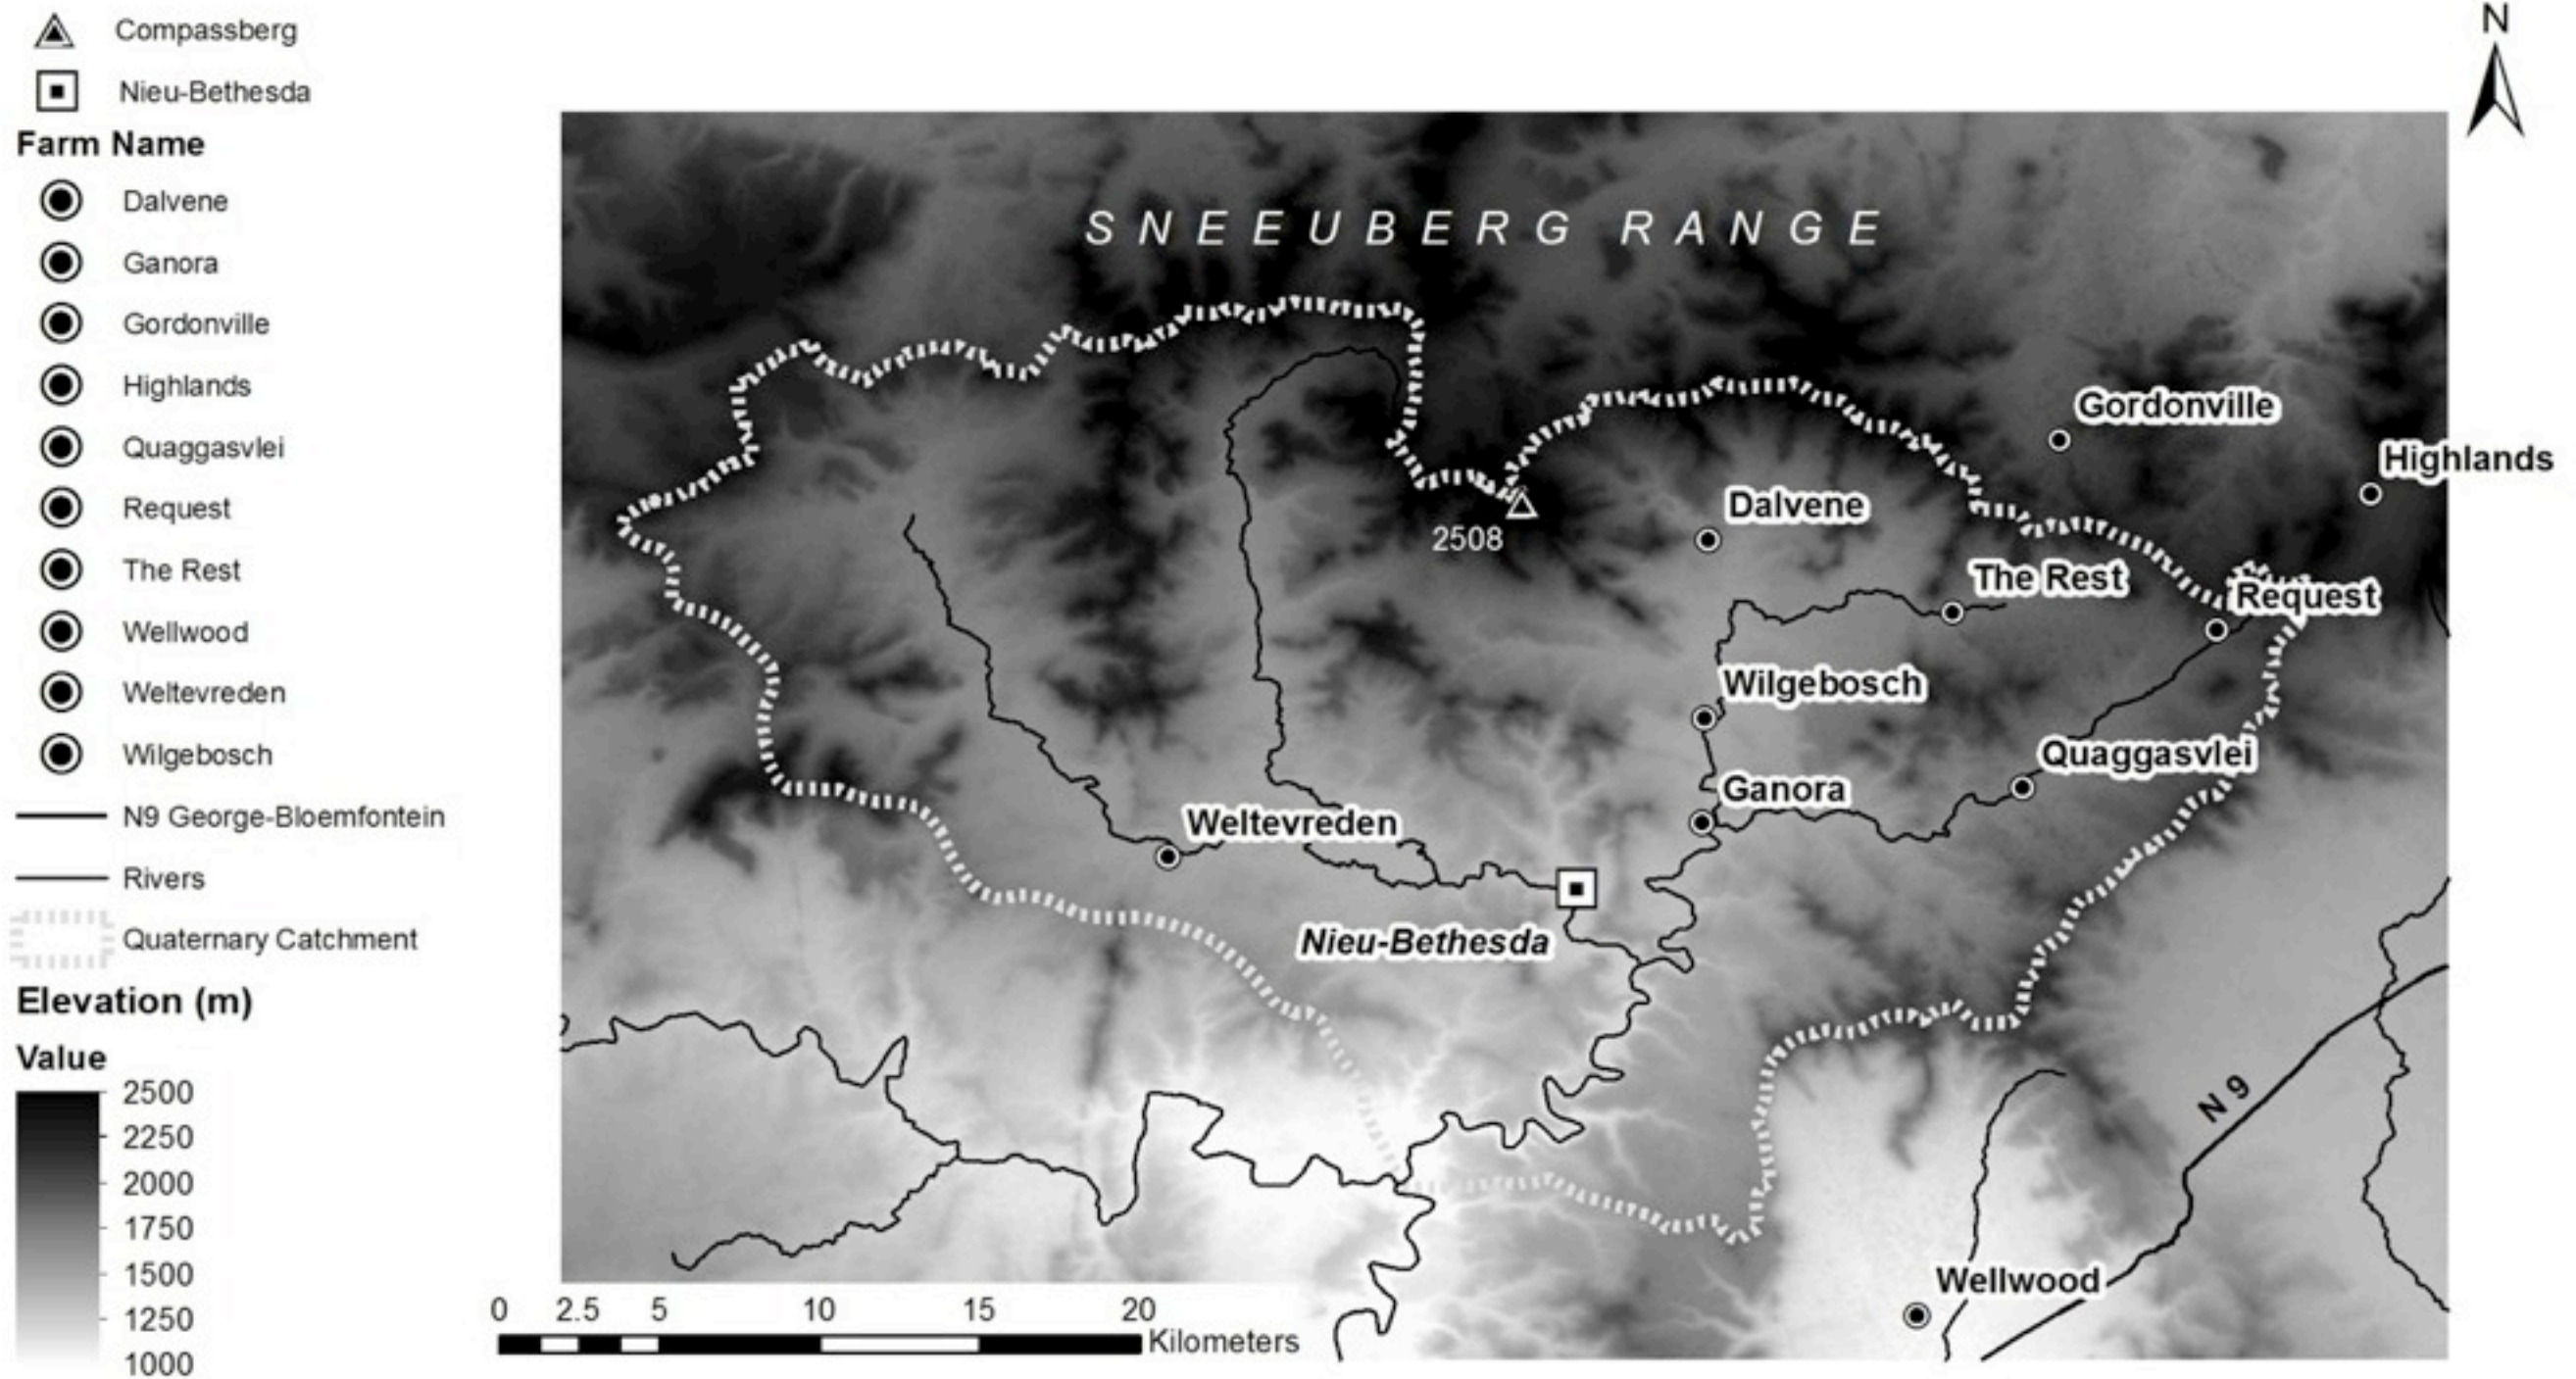 Compassberg
Nieu-Bethesda
Farm Name
Dalvene
Ganora
Gordonville
Highlands
Quaggasvlei
Request
The Rest
Wellwood
Weltevreden
Wilgebosch
N9 George-Bloemfontein
Rivers
Quaternary Catchment
Elevation (m)
Value
2500
2250
2000
1750
1500
1250
1000
N
SNEEUBERG RANGE
Gordonville
Highlands
Dalvene
2508
The Rest
Request
Wilgebosch
Quaggasvlei
Ganora
Weltevreden
Nieu-Bethesda
N 9
Wellwood
0 2.5 5 10 15 20
Kilometers